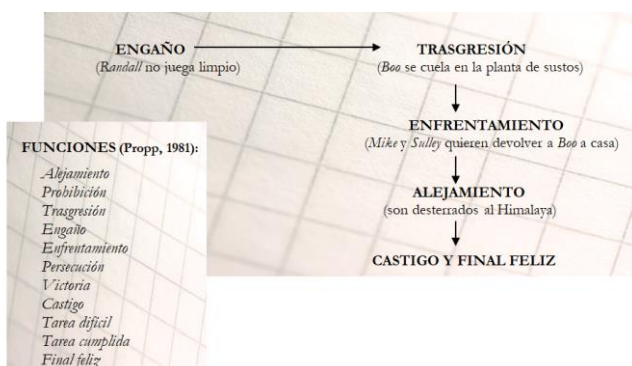 ENGAÑO
(Randall no juega limpio)
TRASGRESIÓN
(Boo se cuela en la planta de sustos)
ENFRENTAMIENTO
(Mike y Sulley quieren devolver a Boo a casa)
ALEJAMIENTO
(son desterrados al Himalaya)
CASTIGO Y FINAL FELIZ
FUNCIONES (Propp, 1981):
Alejamiento
Prohibición
Trasgresión
Engaño
Enfrentamiento
Persecución
Victoria
Castigo
Tarea difícil
Tarea cumplida
Final feliz